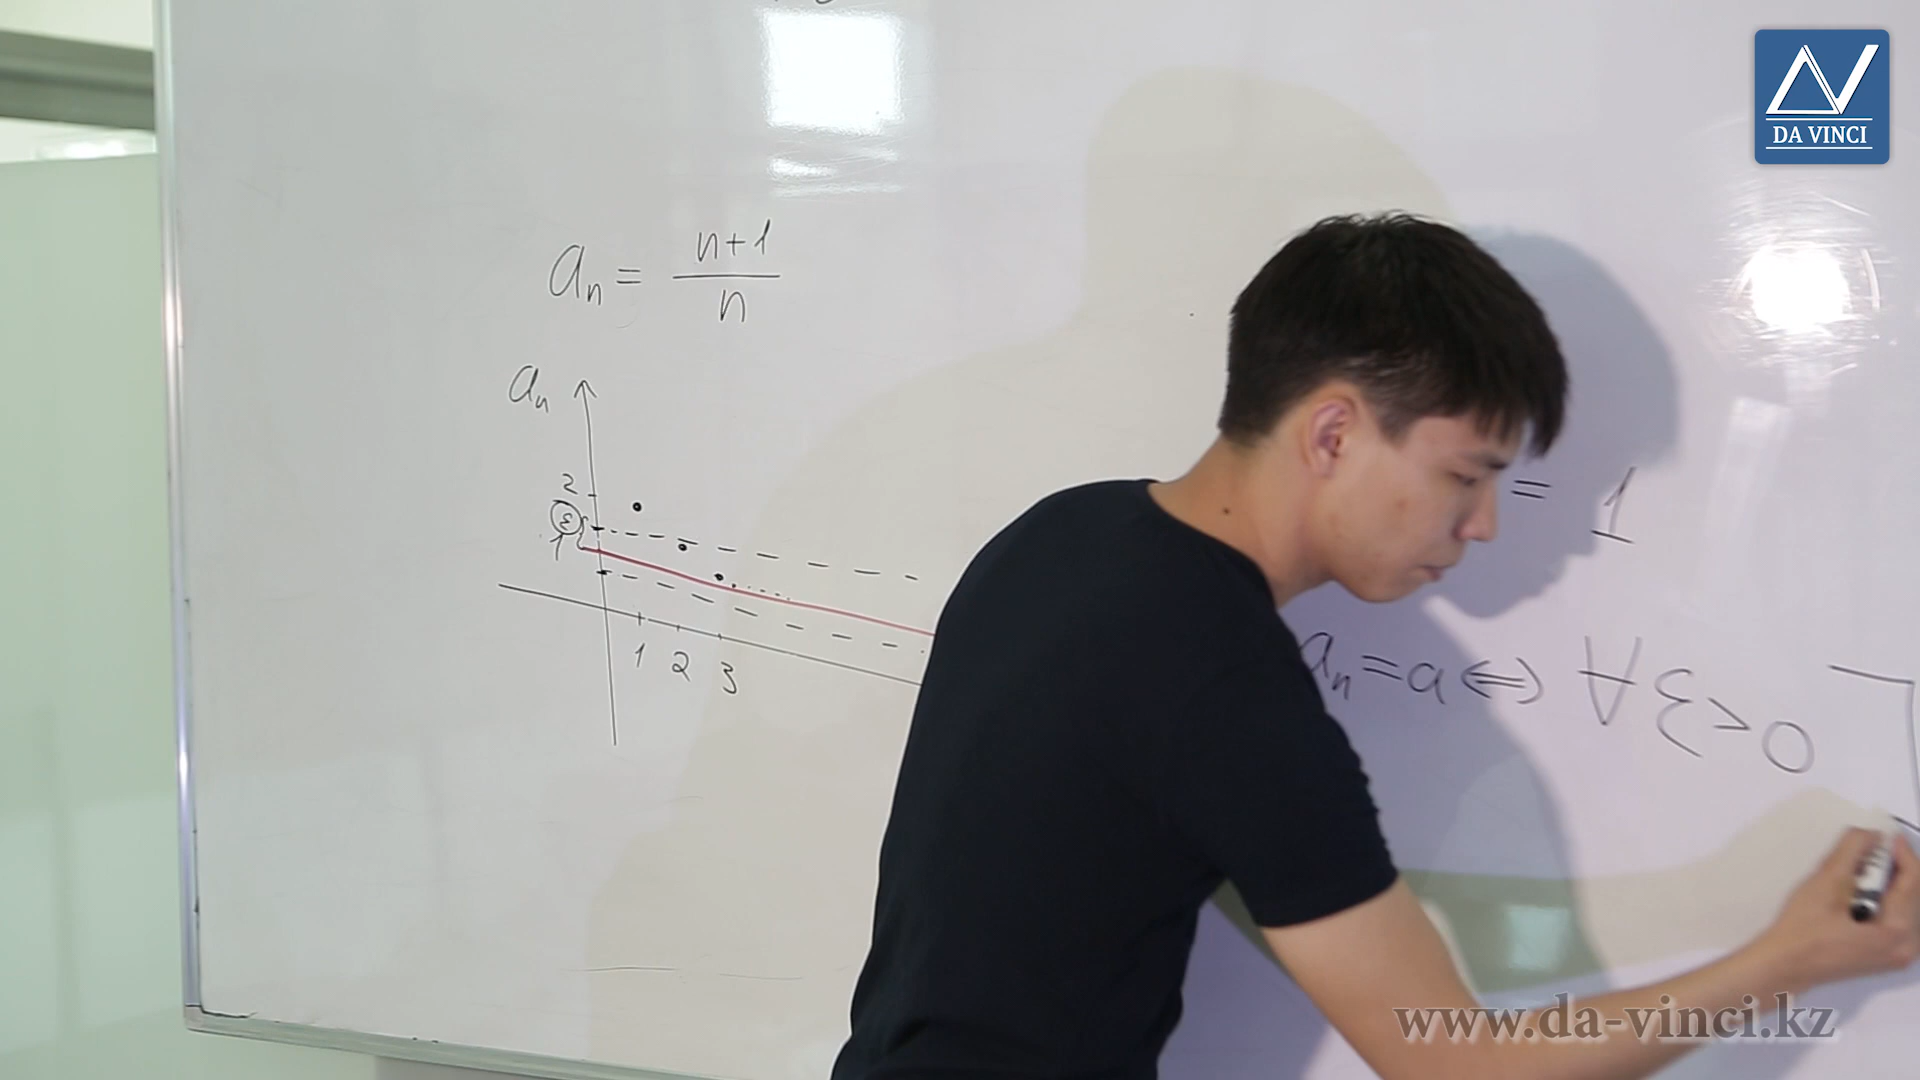 DA VINCI
aₙ = (n+1)/n
aₙ
2
ε
1
1 2 3
= 1
aₙ = a ⇔ ∀ ε > 0
www.da-vinci.kz